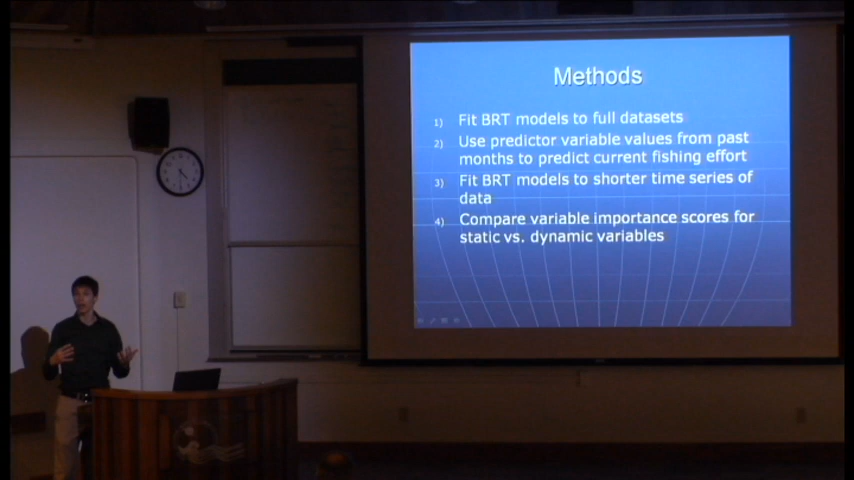 Methods
1) Fit BRT models to full datasets
2) Use predictor variable values from past
months to predict current fishing effort
3) Fit BRT models to shorter time series of
data
4) Compare variable importance scores for
static vs. dynamic variables